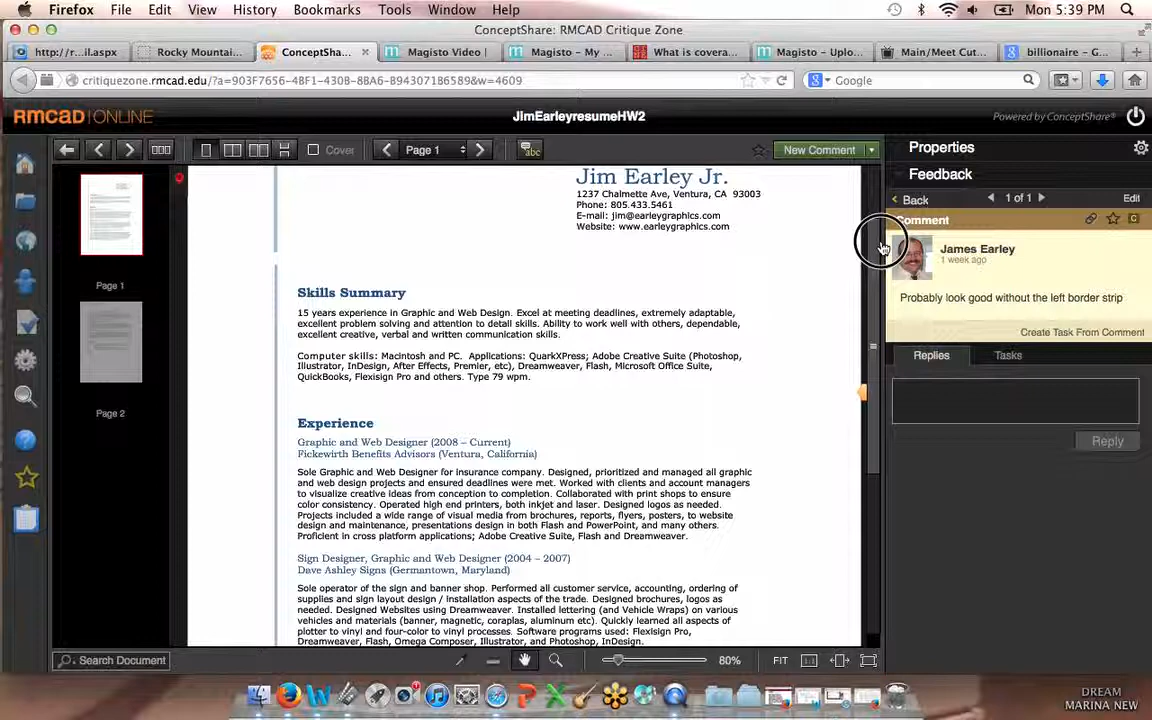 Firefox File Edit View History Bookmarks Tools Window Help Mon 5:39 PM
ConceptShare: RMCAD Critique Zone
http://r...il.aspx Rocky Mountai... ConceptSha... Magisto Video | Magisto - My ... What is covera... Magisto - Uplo... Main/Meet Cut... billionaire - G...
critiquezone.rmcad.edu/?a=903F7656-4BF1-430B-8BA6-B94307186589&w=4609 Google
RMCAD|ONLINE JimEarleyresumeHW2 Powered by ConceptShare®
Cover Page 1 abc New Comment Properties
Feedback
Back 1 of 1 Edit
Comment
James Earley
1 week ago
Probably look good without the left border strip
Create Task From Comment
Replies Tasks
Reply
Page 1
Page 2
Jim Earley Jr.
1237 Chalmette Ave, Ventura, CA 93003
Phone: 805.433.5461
E-mail: jim@earleygraphics.com
Website: www.earleygraphics.com
Skills Summary
15 years experience in Graphic and Web Design. Excel at meeting deadlines, extremely adaptable,
excellent problem solving and attention to detail skills. Ability to work well with others, dependable,
excellent creative, verbal and written communication skills.
Computer skills: Macintosh and PC. Applications: QuarkXPress; Adobe Creative Suite (Photoshop,
Illustrator, InDesign, After Effects, Premier, etc), Dreamweaver, Flash, Microsoft Office Suite,
QuickBooks, Flexisign Pro and others. Type 79 wpm.
Experience
Graphic and Web Designer (2008 – Current)
Fickewirth Benefits Advisors (Ventura, California)
Sole Graphic and Web Designer for insurance company. Designed, prioritized and managed all graphic
and web design projects and ensured deadlines were met. Worked with clients and account managers
to visualize creative ideas from conception to completion. Collaborated with print shops to ensure
color consistency. Operated high end printers, both inkjet and laser. Designed logos as needed.
Projects included a wide range of visual media from brochures, reports, flyers, posters, to website
design and maintenance, presentations design in both Flash and PowerPoint, and many others.
Proficient in cross platform applications; Adobe Creative Suite, Flash and Dreamweaver.
Sign Designer, Graphic and Web Designer (2004 – 2007)
Dave Ashley Signs (Germantown, Maryland)
Sole operator of the sign and banner shop. Performed all customer service, accounting, ordering of
supplies and sign layout design / installation aspects of the trade. Designed brochures, logos as
needed. Designed Websites using Dreamweaver. Installed lettering (and Vehicle Wraps) on various
vehicles and materials (banner, magnetic, coraplas, aluminum etc). Quickly learned all aspects of
plotter to vinyl and four-color to vinyl processes. Software programs used: Flexisign Pro,
Dreamweaver, Flash, Omega Composer, Illustrator, and Photoshop, InDesign.
Search Document 80% FIT
DREAM
MARINA NEW